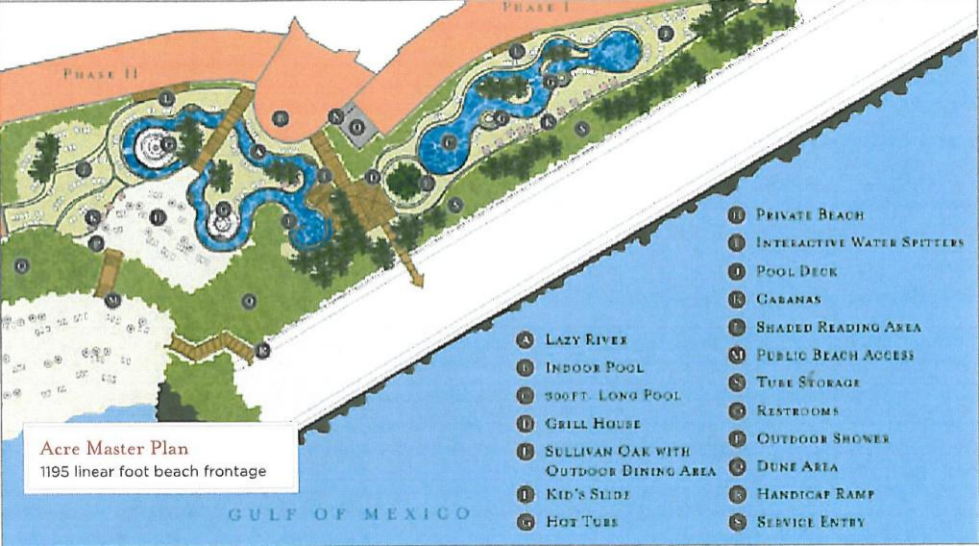 PHASE I
PHASE II
H PRIVATE BEACH
I INTERACTIVE WATER SPITTERS
J POOL DECK
K CABANAS
L SHADED READING AREA
M PUBLIC BEACH ACCESS
TUBE STORAGE
O RESTROOMS
P OUTDOOR SHOWER
Q DUNE AREA
R HANDICAP RAMP
S SERVICE ENTRY
A LAZY RIVER
B INDOOR POOL
C 500FT. LONG POOL
D GRILL HOUSE
E SULLIVAN OAK WITH
OUTDOOR DINING AREA
KID'S SLIDE
G HOT TUBS
Acre Master Plan
1195 linear foot beach frontage
GULF OF MEXICO